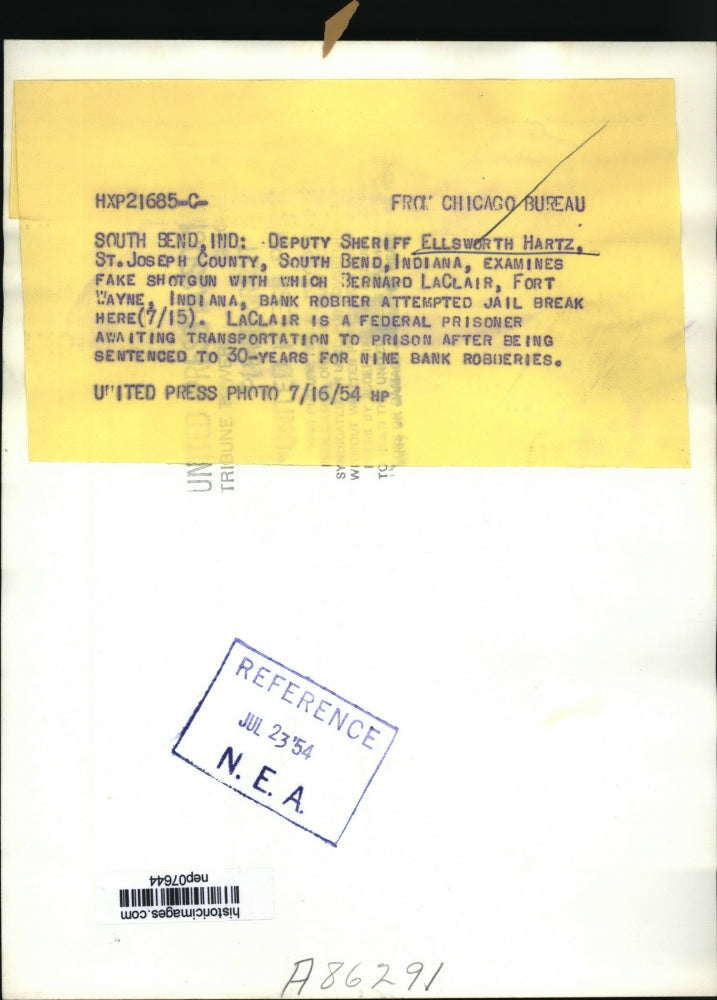 HXP21685-C-    FROM CHICAGO BUREAU
SOUTH BEND, IND: DEPUTY SHERIFF ELLSWORTH HARTZ,
ST. JOSEPH COUNTY, SOUTH BEND, INDIANA, EXAMINES
FAKE SHOTGUN WITH WHICH BERNARD LACLAIR, FORT
WAYNE, INDIANA, BANK ROBBER ATTEMPTED JAIL BREAK
HERE(7/15). LACLAIR IS A FEDERAL PRISONER
AWAITING TRANSPORTATION TO PRISON AFTER BEING
SENTENCED TO 30-YEARS FOR NINE BANK ROBBERIES.
UNITED PRESS PHOTO 7/16/54 HP
UN
TRIBUNE
REFERENCE
JUL 23 '54
N. E. A.
nep07644
historicimages.com
A86291